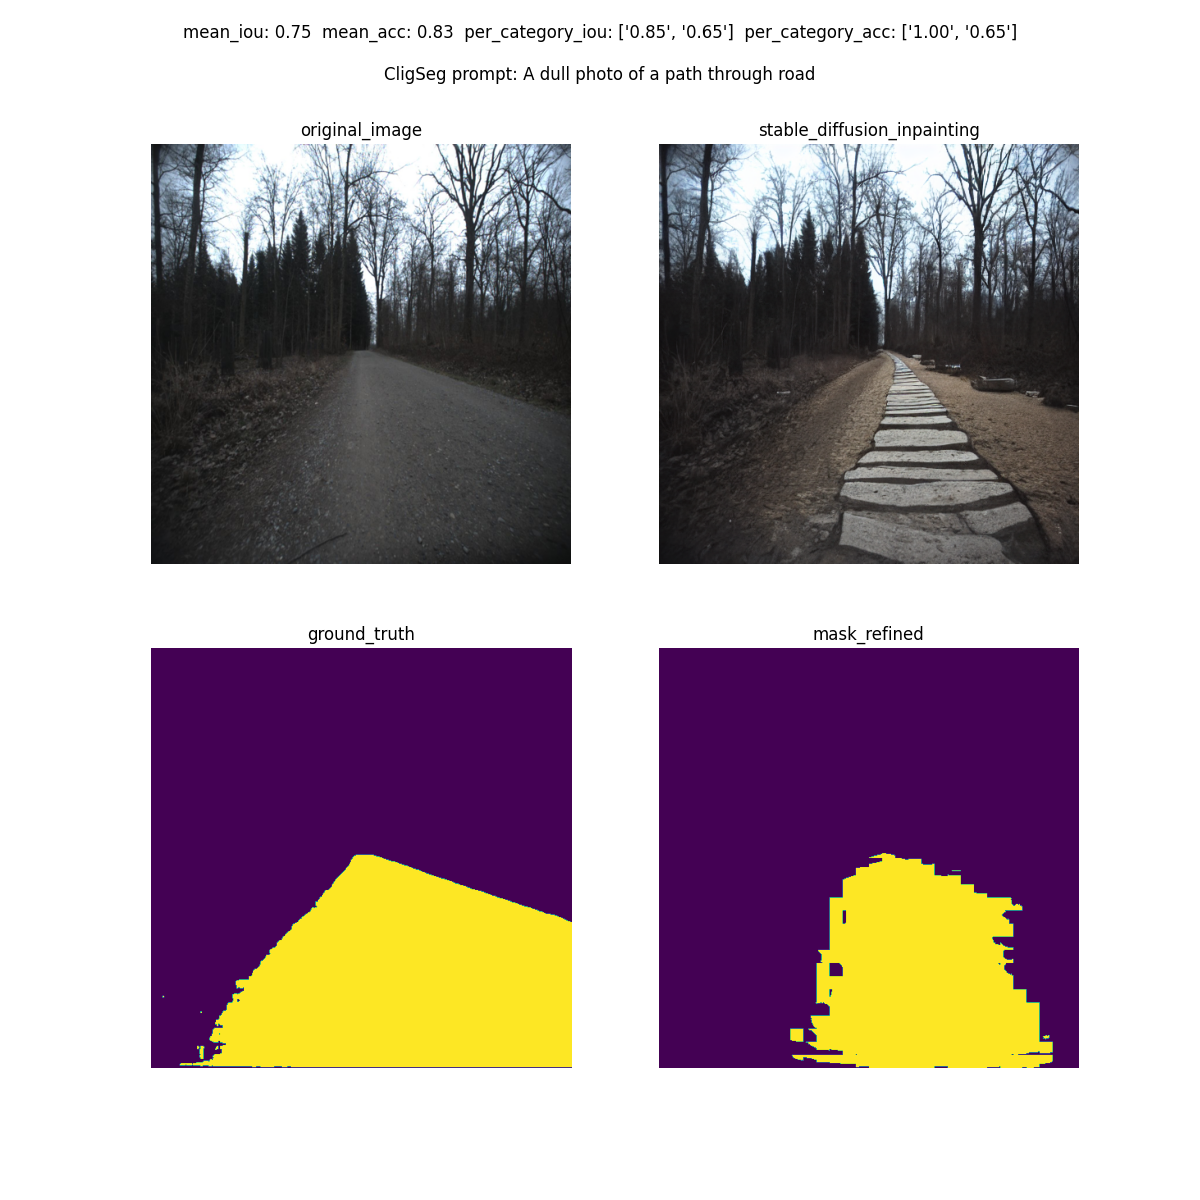 mean_iou: 0.75  mean_acc: 0.83  per_category_iou: ['0.85', '0.65']  per_category_acc: ['1.00', '0.65']
CligSeg prompt: A dull photo of a path through road
original_image
stable_diffusion_inpainting
ground_truth
mask_refined